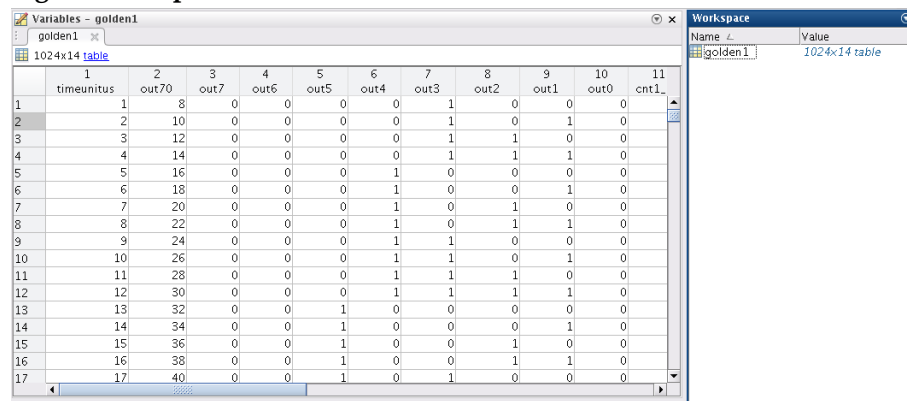 Variables - golden1
golden1
1024x14 table
1 2 3 4 5 6 7 8 9 10 11
timeunitus out70 out7 out6 out5 out4 out3 out2 out1 out0 cnt1_
1 1 8 0 0 0 0 1 0 0 0
2 2 10 0 0 0 0 1 0 1 0
3 3 12 0 0 0 0 1 1 0 0
4 4 14 0 0 0 0 1 1 1 0
5 5 16 0 0 0 1 0 0 0 0
6 6 18 0 0 0 1 0 0 1 0
7 7 20 0 0 0 1 0 1 0 0
8 8 22 0 0 0 1 0 1 1 0
9 9 24 0 0 0 1 1 0 0 0
10 10 26 0 0 0 1 1 0 1 0
11 11 28 0 0 0 1 1 1 0 0
12 12 30 0 0 0 1 1 1 1 0
13 13 32 0 0 1 0 0 0 0 0
14 14 34 0 0 1 0 0 0 1 0
15 15 36 0 0 1 0 0 1 0 0
16 16 38 0 0 1 0 0 1 1 0
17 17 40 0 0 1 0 1 0 0 0
Workspace
Name Value
golden1 1024x14 table